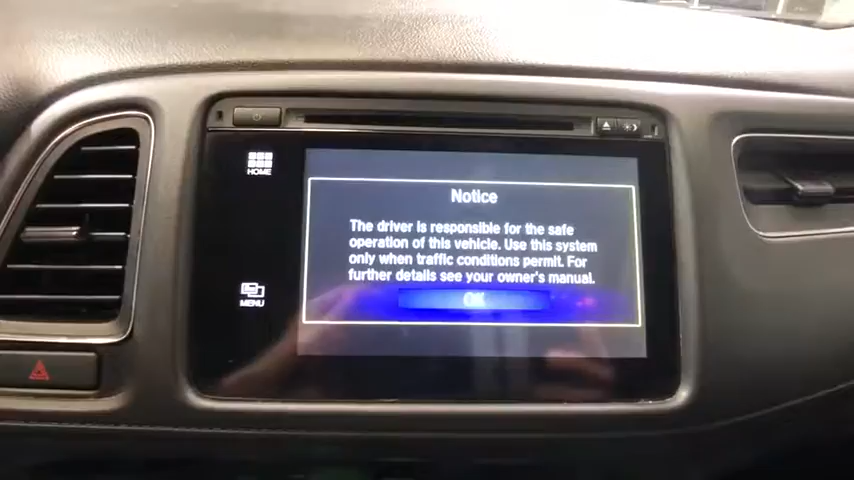 HOME
Notice
The driver is responsible for the safe
operation of this vehicle. Use this system
only when traffic conditions permit. For
further details see your owner's manual.
OK
MENU